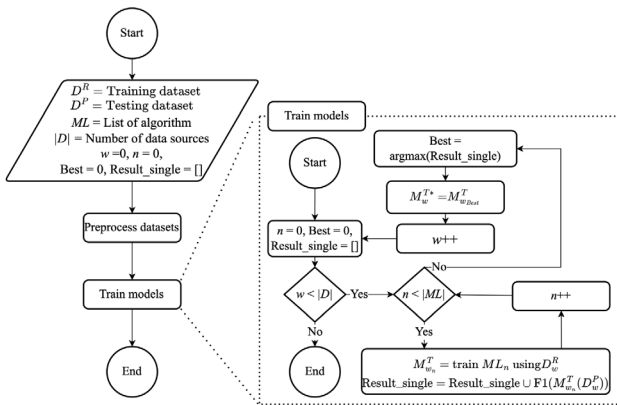 Start
D^R = Training dataset
D^P = Testing dataset
ML = List of algorithm
|D| = Number of data sources
w =0, n = 0,
Best = 0, Result_single = []
Preprocess datasets
Train models
End
Train models
Start
n = 0, Best = 0,
Result_single = []
w < |D|
Yes
No
End
n < |ML|
No
Yes
Best =
argmax(Result_single)
M_w^{T*} = M_{w_{Best}}^T
w++
n++
M_{w_n}^T = train ML_n using D_w^R
Result_single = Result_single ∪ F1(M_{w_n}^T(D_w^P))